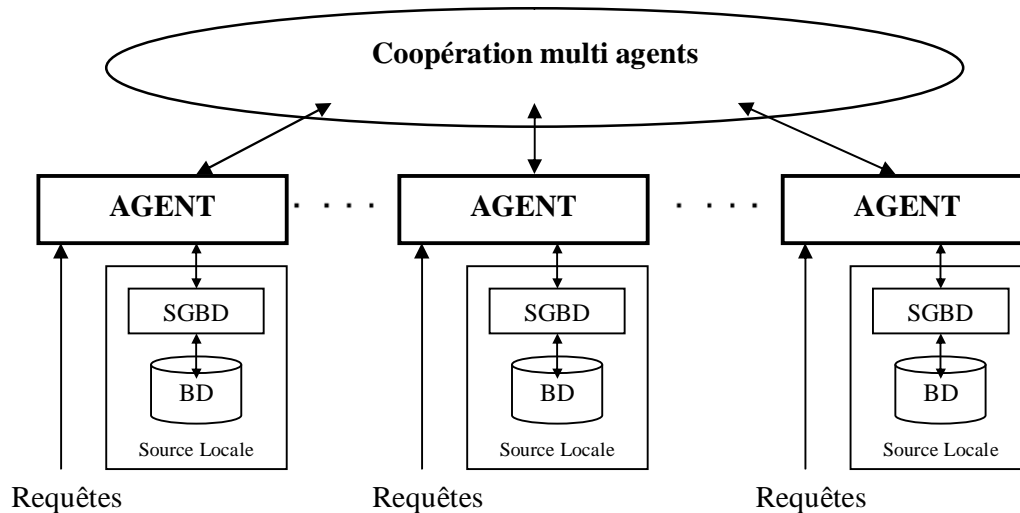 Coopération multi agents
AGENT
AGENT
AGENT
SGBD
SGBD
SGBD
BD
BD
BD
Source Locale
Source Locale
Source Locale
Requêtes
Requêtes
Requêtes